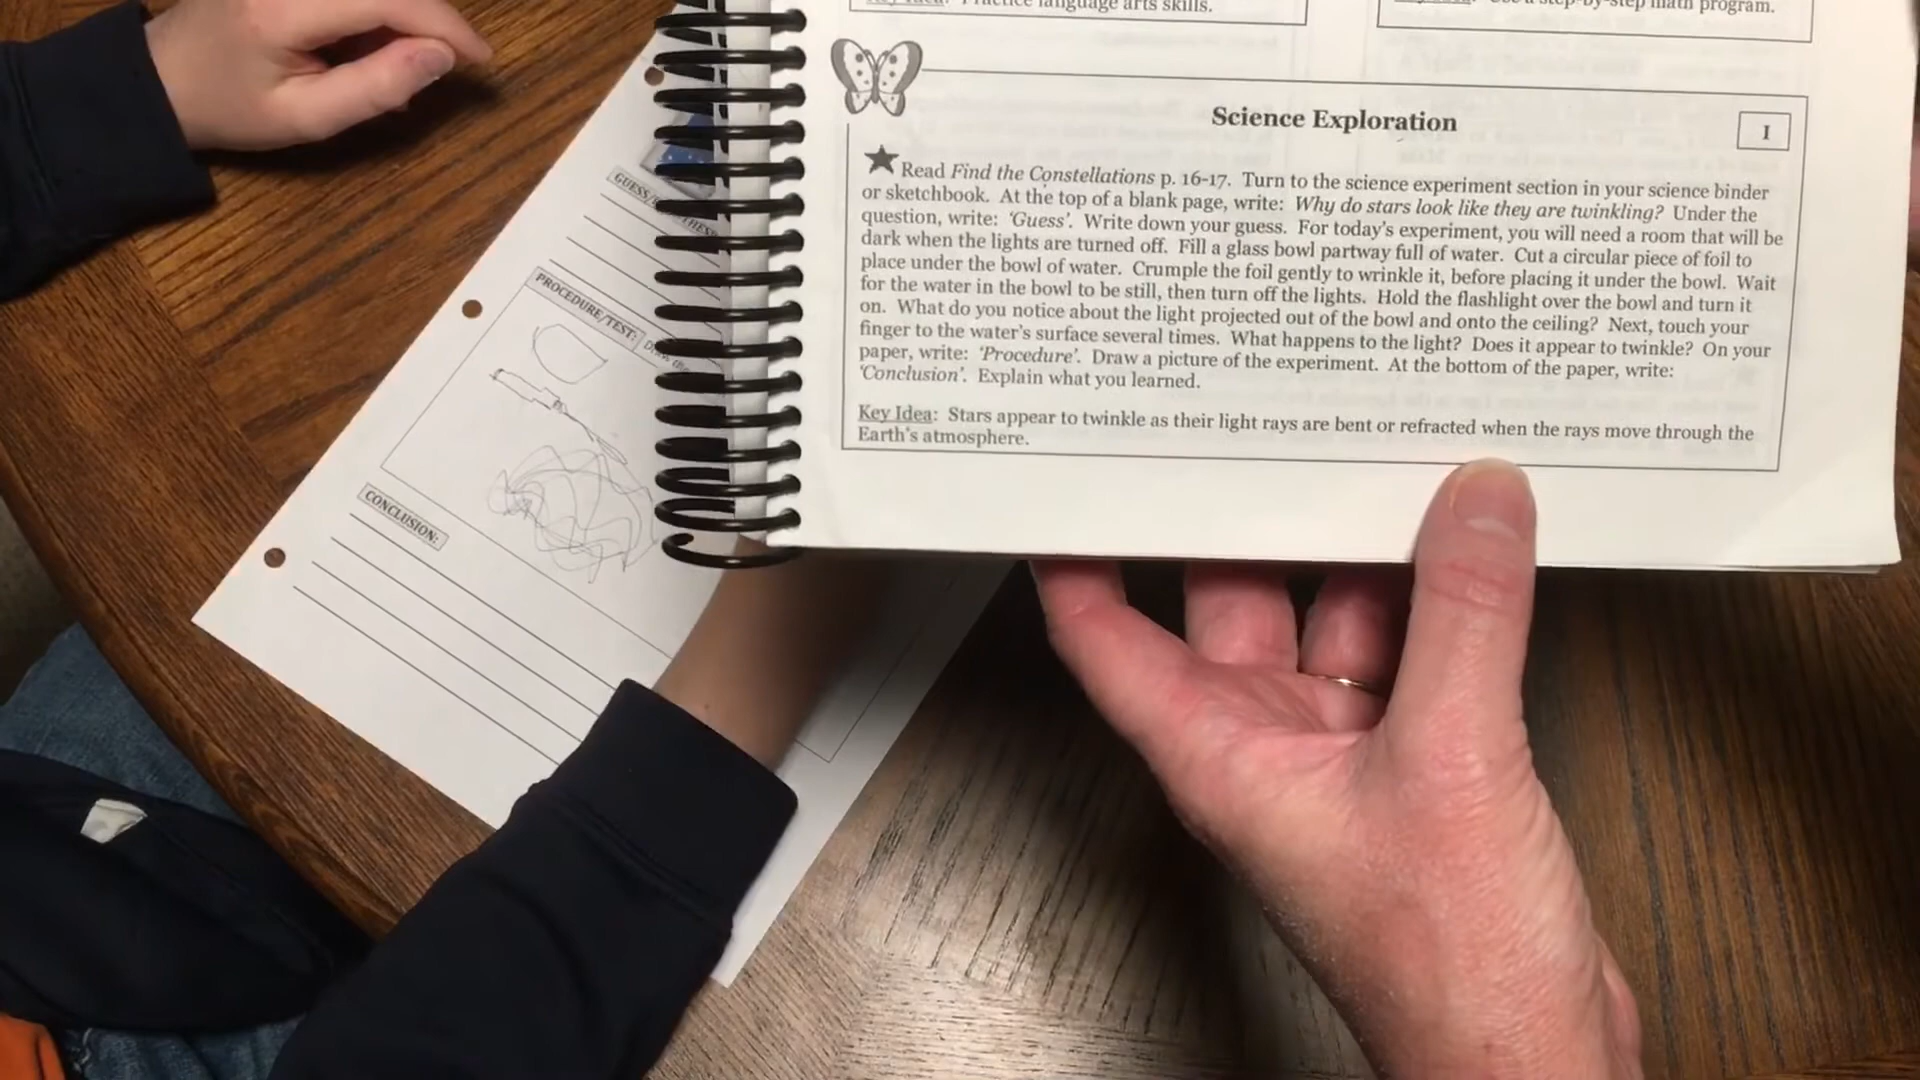 Practice language arts skills.
Use a step-by-step math program.
Science Exploration
I
Read Find the Constellations p. 16-17. Turn to the science experiment section in your science binder
or sketchbook. At the top of a blank page, write: Why do stars look like they are twinkling? Under the
question, write: ‘Guess’. Write down your guess. For today’s experiment, you will need a room that will be
dark when the lights are turned off. Fill a glass bowl partway full of water. Cut a circular piece of foil to
place under the bowl of water. Crumple the foil gently to wrinkle it, before placing it under the bowl. Wait
for the water in the bowl to be still, then turn off the lights. Hold the flashlight over the bowl and turn it
on. What do you notice about the light projected out of the bowl and onto the ceiling? Next, touch your
finger to the water’s surface several times. What happens to the light? Does it appear to twinkle? On your
paper, write: ‘Procedure’. Draw a picture of the experiment. At the bottom of the paper, write:
‘Conclusion’. Explain what you learned.
Key Idea: Stars appear to twinkle as their light rays are bent or refracted when the rays move through the
Earth’s atmosphere.
GUESS/
PROCEDURE/TEST: Draw the
CONCLUSION: